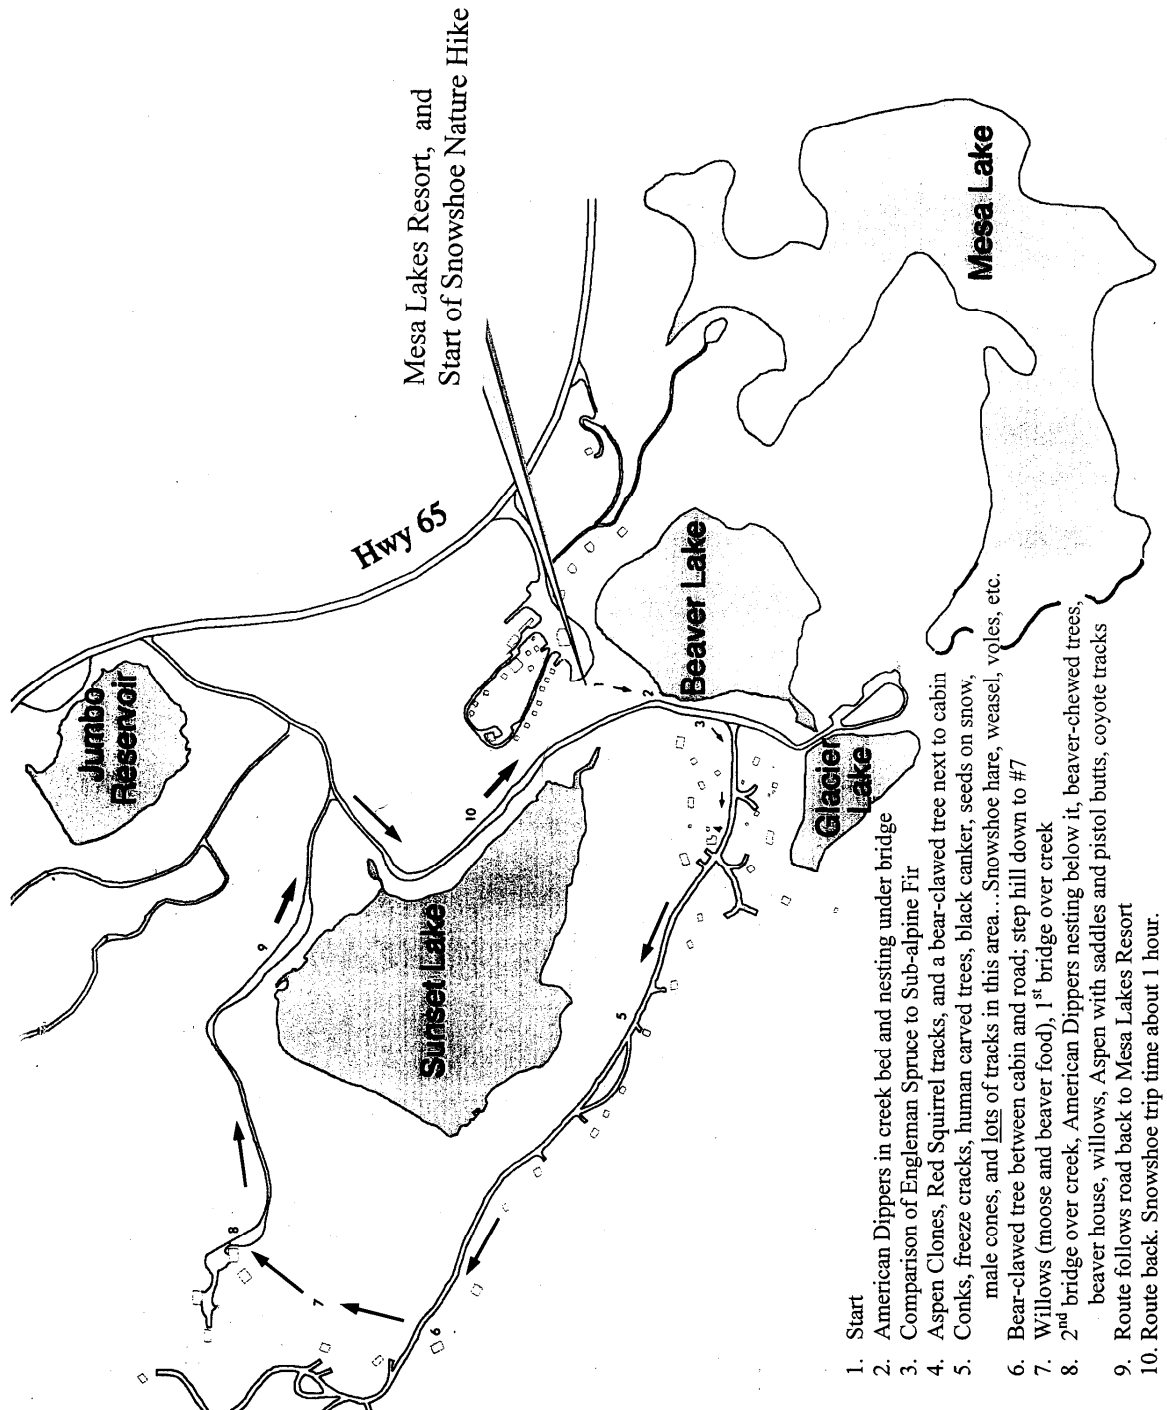 Mesa Lakes Resort, and
Start of Snowshoe Nature Hike
Hwy 65
Jumbo
Reservoir
Sunset Lake
Beaver Lake
Glacier
Lake
Mesa Lake
1
2
3
4
5
6
7
8
9
10
1. Start
2. American Dippers in creek bed and nesting under bridge
3. Comparison of Engleman Spruce to Sub-alpine Fir
4. Aspen Clones, Red Squirrel tracks, and a bear-clawed tree next to cabin
5. Conks, freeze cracks, human carved trees, black canker, seeds on snow,
male cones, and lots of tracks in this area…Snowshoe hare, weasel, voles, etc.
6. Bear-clawed tree between cabin and road; step hill down to #7
7. Willows (moose and beaver food), 1st bridge over creek
8. 2nd bridge over creek, American Dippers nesting below it, beaver-chewed trees,
beaver house, willows, Aspen with saddles and pistol butts, coyote tracks
9. Route follows road back to Mesa Lakes Resort
10. Route back. Snowshoe trip time about 1 hour.